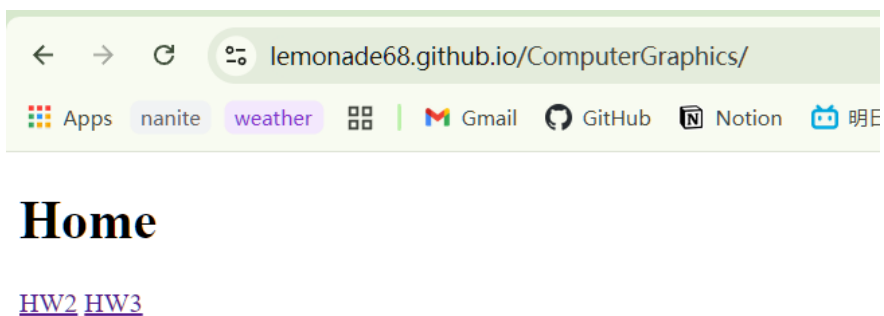 lemonade68.github.io/ComputerGraphics/
Apps nanite weather Gmail GitHub Notion 明日
Home
HW2 HW3